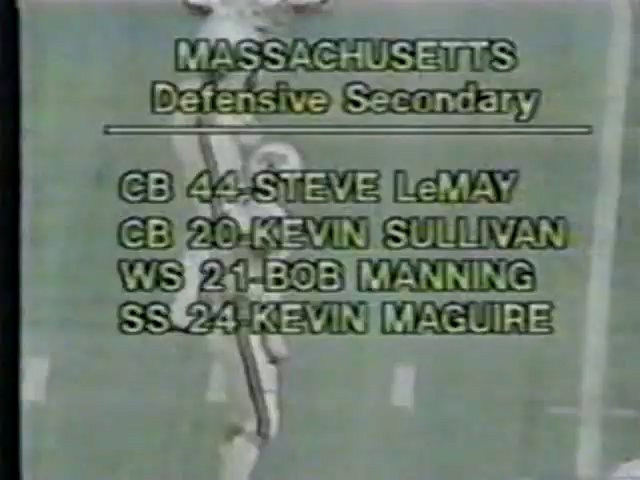 MASSACHUSETTS
Defensive Secondary
CB 44-STEVE LeMAY
CB 20-KEVIN SULLIVAN
WS 21-BOB MANNING
SS 24-KEVIN MAGUIRE